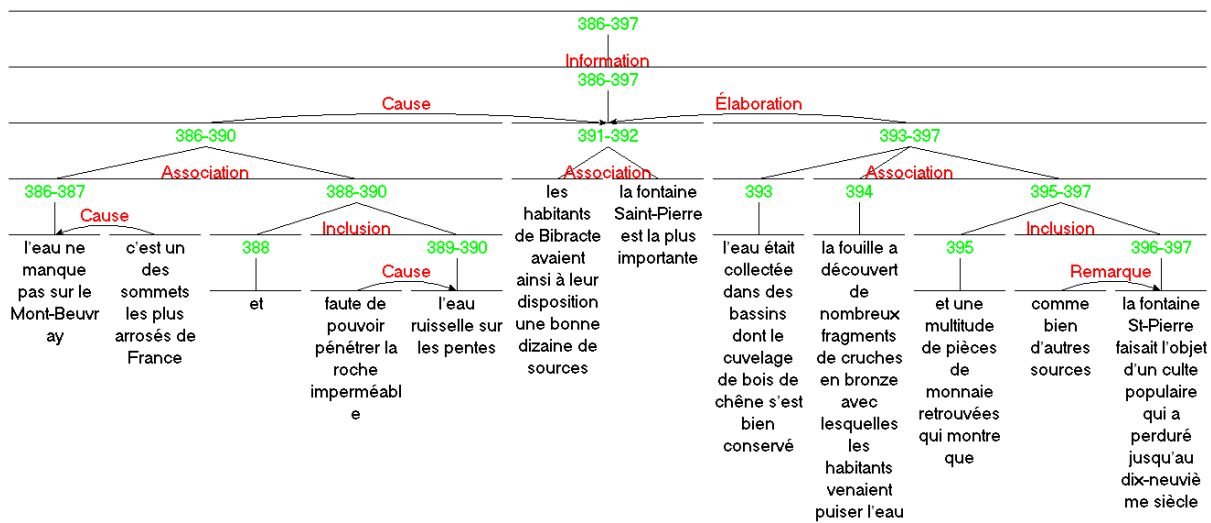 386-397
Information
386-397
Cause
Élaboration
386-390
391-392
393-397
Association
Association
Association
386-387
388-390
les
habitants
de Bibracte
avaient
ainsi à leur
disposition
une bonne
dizaine de
sources
la fontaine
Saint-Pierre
est la plus
importante
393
394
395-397
Cause
Inclusion
Inclusion
l'eau ne
manque
pas sur le
Mont-Beuvr
ay
c'est un
des
sommets
les plus
arrosés de
France
388
389-390
l'eau était
collectée
dans des
bassins
dont le
cuvelage
de bois de
chêne s'est
bien
conservé
la fouille a
découvert
de
nombreux
fragments
de cruches
en bronze
avec
lesquelles
les
habitants
venaient
puiser l'eau
395
396-397
Cause
Remarque
et
faute de
pouvoir
pénétrer la
roche
imperméabl
e
l'eau
ruisselle sur
les pentes
et une
multitude
de pièces
de
monnaie
retrouvées
qui montre
que
comme
bien
d'autres
sources
la fontaine
St-Pierre
faisait l'objet
d'un culte
populaire
qui a
perduré
jusqu'au
dix-neuviè
me siècle